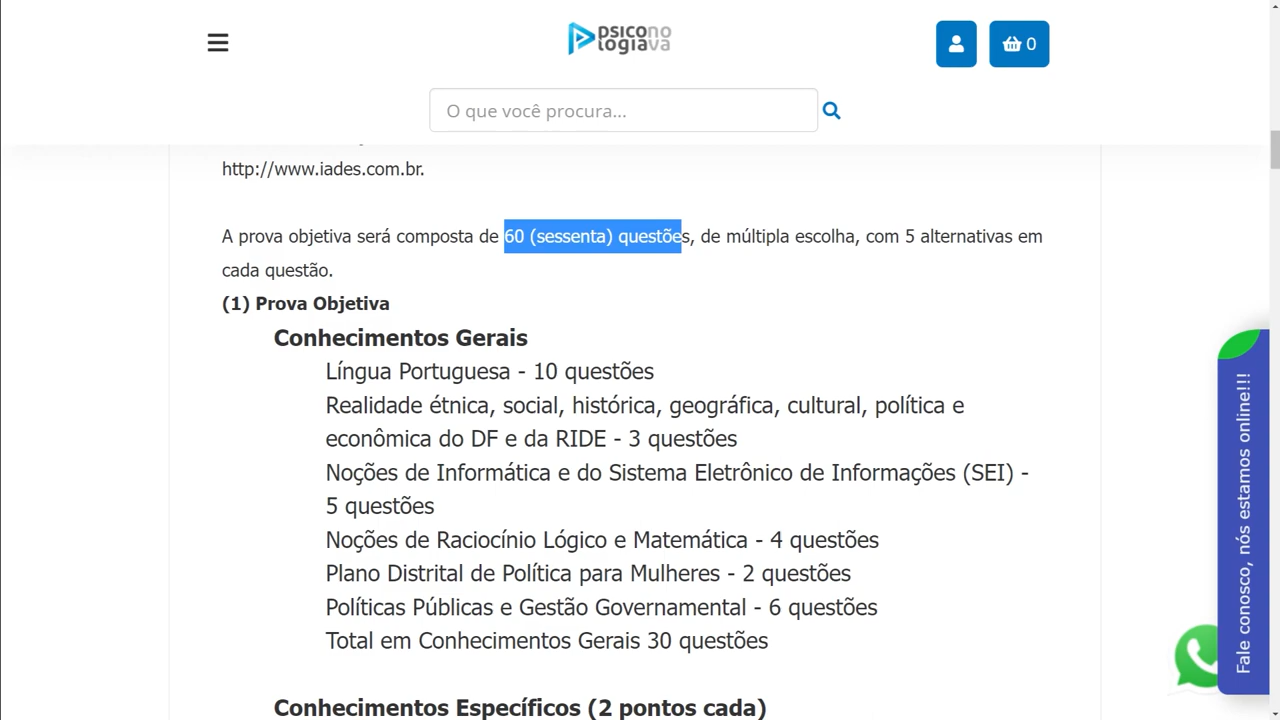 psicono
logiava
0
O que você procura...
http://www.iades.com.br.
A prova objetiva será composta de 60 (sessenta) questões, de múltipla escolha, com 5 alternativas em
cada questão.
(1) Prova Objetiva
Conhecimentos Gerais
Língua Portuguesa - 10 questões
Realidade étnica, social, histórica, geográfica, cultural, política e
econômica do DF e da RIDE - 3 questões
Noções de Informática e do Sistema Eletrônico de Informações (SEI) -
5 questões
Noções de Raciocínio Lógico e Matemática - 4 questões
Plano Distrital de Política para Mulheres - 2 questões
Políticas Públicas e Gestão Governamental - 6 questões
Total em Conhecimentos Gerais 30 questões
Conhecimentos Específicos (2 pontos cada)
Fale conosco, nós estamos online!!!